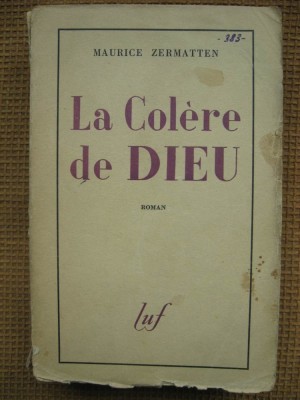 - 383-
MAURICE ZERMATTEN
La Colère
de DIEU
ROMAN
luf